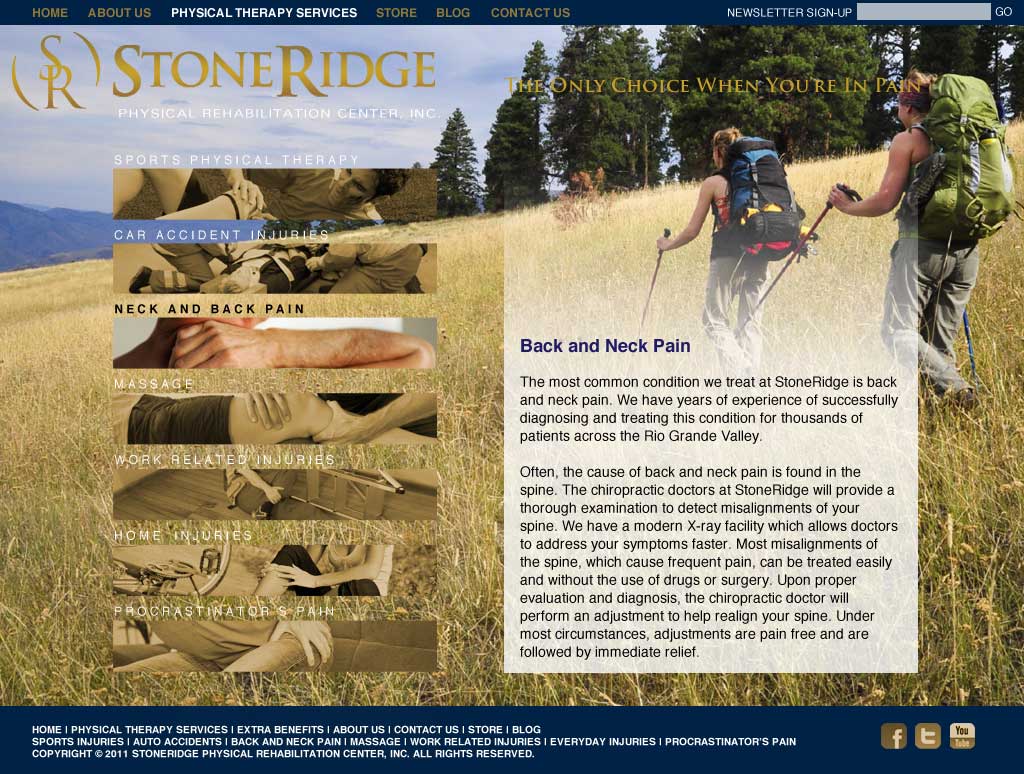 HOME ABOUT US PHYSICAL THERAPY SERVICES STORE BLOG CONTACT US NEWSLETTER SIGN-UP GO
SR STONERIDGE
PHYSICAL REHABILITATION CENTER, INC.
THE ONLY CHOICE WHEN YOU'RE IN PAIN
SPORTS PHYSICAL THERAPY
CAR ACCIDENT INJURIES
NECK AND BACK PAIN
MASSAGE
WORK RELATED INJURIES
HOME INJURIES
PROCRASTINATOR'S PAIN
Back and Neck Pain
The most common condition we treat at StoneRidge is back
and neck pain. We have years of experience of successfully
diagnosing and treating this condition for thousands of
patients across the Rio Grande Valley.
Often, the cause of back and neck pain is found in the
spine. The chiropractic doctors at StoneRidge will provide a
thorough examination to detect misalignments of your
spine. We have a modern X-ray facility which allows doctors
to address your symptoms faster. Most misalignments of
the spine, which cause frequent pain, can be treated easily
and without the use of drugs or surgery. Upon proper
evaluation and diagnosis, the chiropractic doctor will
perform an adjustment to help realign your spine. Under
most circumstances, adjustments are pain free and are
followed by immediate relief.
HOME | PHYSICAL THERAPY SERVICES | EXTRA BENEFITS | ABOUT US | CONTACT US | STORE | BLOG
SPORTS INJURIES | AUTO ACCIDENTS | BACK AND NECK PAIN | MASSAGE | WORK RELATED INJURIES | EVERYDAY INJURIES | PROCRASTINATOR'S PAIN
COPYRIGHT © 2011 STONERIDGE PHYSICAL REHABILITATION CENTER, INC. ALL RIGHTS RESERVED.
f t You Tube